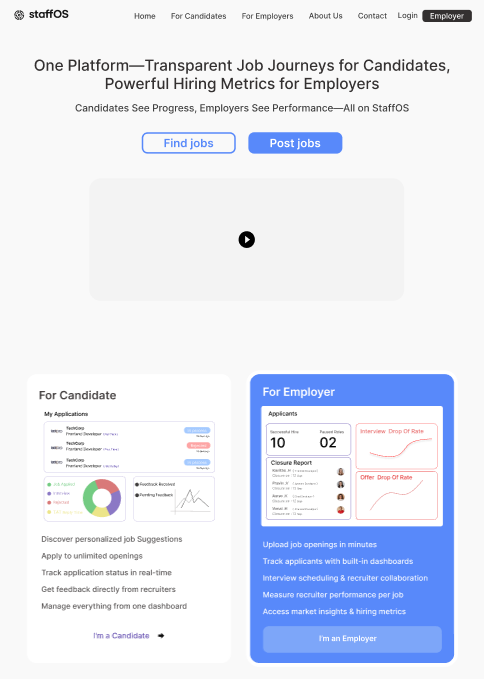 staffOS
Home For Candidates For Employers About Us Contact Login Employer
One Platform—Transparent Job Journeys for Candidates,
Powerful Hiring Metrics for Employers
Candidates See Progress, Employers See Performance—All on StaffOS
Find jobs Post jobs
For Candidate
My Applications
TechCorp
Frontend Developer
TechCorp
Frontend Developer
TechCorp
Frontend Developer
Feedback Received
Pending Feedback
Discover personalized job Suggestions
Apply to unlimited openings
Track application status in real-time
Get feedback directly from recruiters
Manage everything from one dashboard
I'm a Candidate
For Employer
Applicants
Successful Hire
10
Paused Roles
02
Interview Drop Of Rate
Closure Report
Offer Drop Of Rate
Upload job openings in minutes
Track applicants with built-in dashboards
Interview scheduling & recruiter collaboration
Measure recruiter performance per job
Access market insights & hiring metrics
I'm an Employer